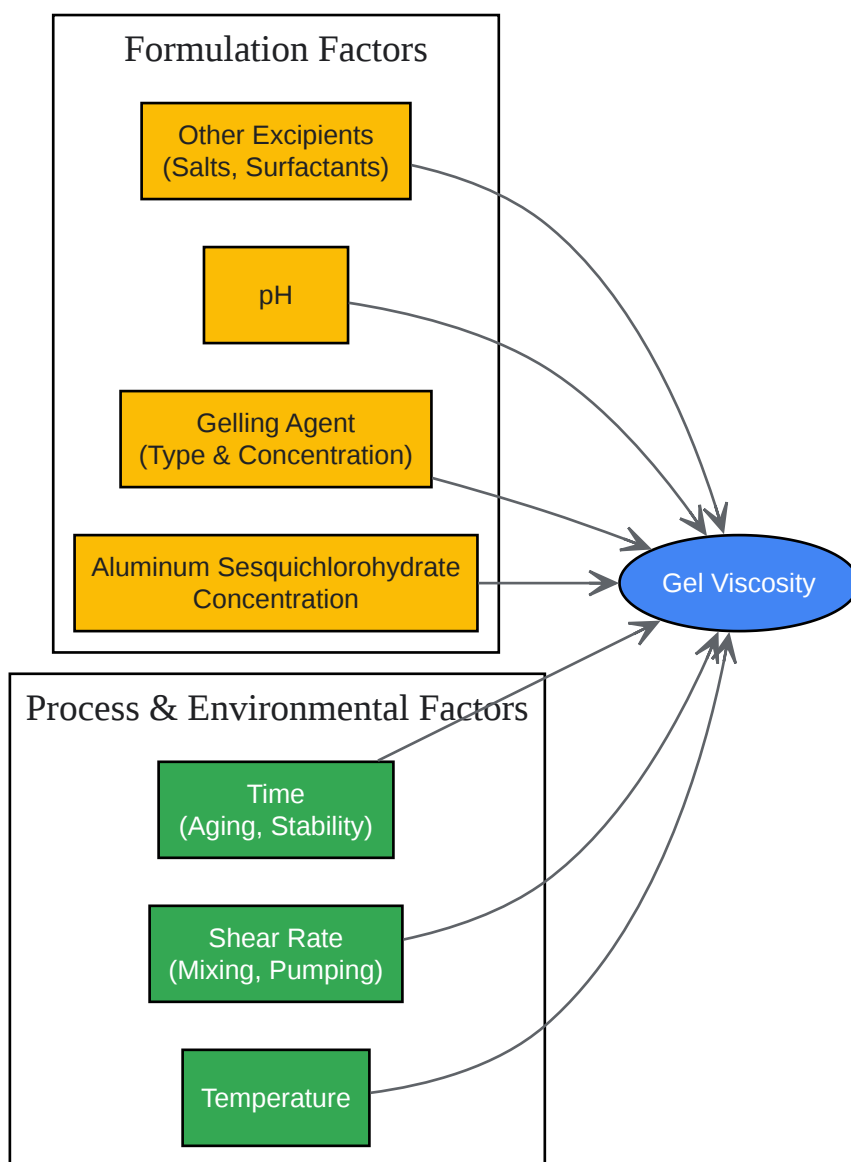 Formulation Factors
Other Excipients
(Salts, Surfactants)
pH
Gelling Agent
(Type & Concentration)
Aluminum Sesquichlorohydrate
Concentration
Gel Viscosity
Process & Environmental Factors
Time
(Aging, Stability)
Shear Rate
(Mixing, Pumping)
Temperature